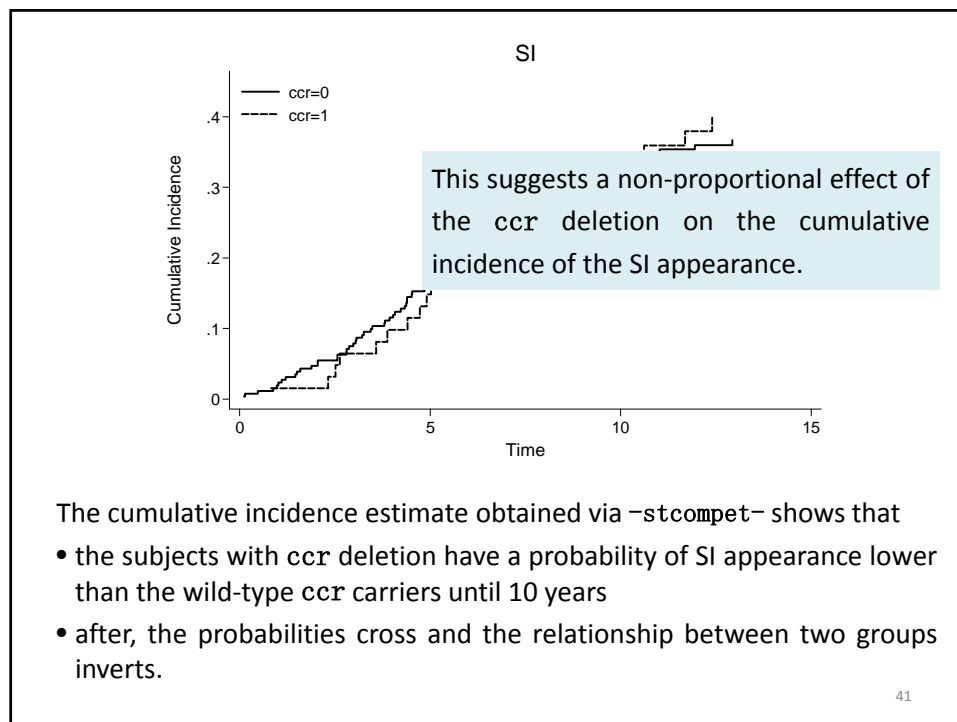 SI
ccr=0
ccr=1
.4
.3
.2
.1
0
Cumulative Incidence
0 5 10 15
Time
This suggests a non-proportional effect of
the ccr deletion on the cumulative
incidence of the SI appearance.
The cumulative incidence estimate obtained via -stcompet- shows that
• the subjects with ccr deletion have a probability of SI appearance lower
than the wild-type ccr carriers until 10 years
• after, the probabilities cross and the relationship between two groups
inverts.
41